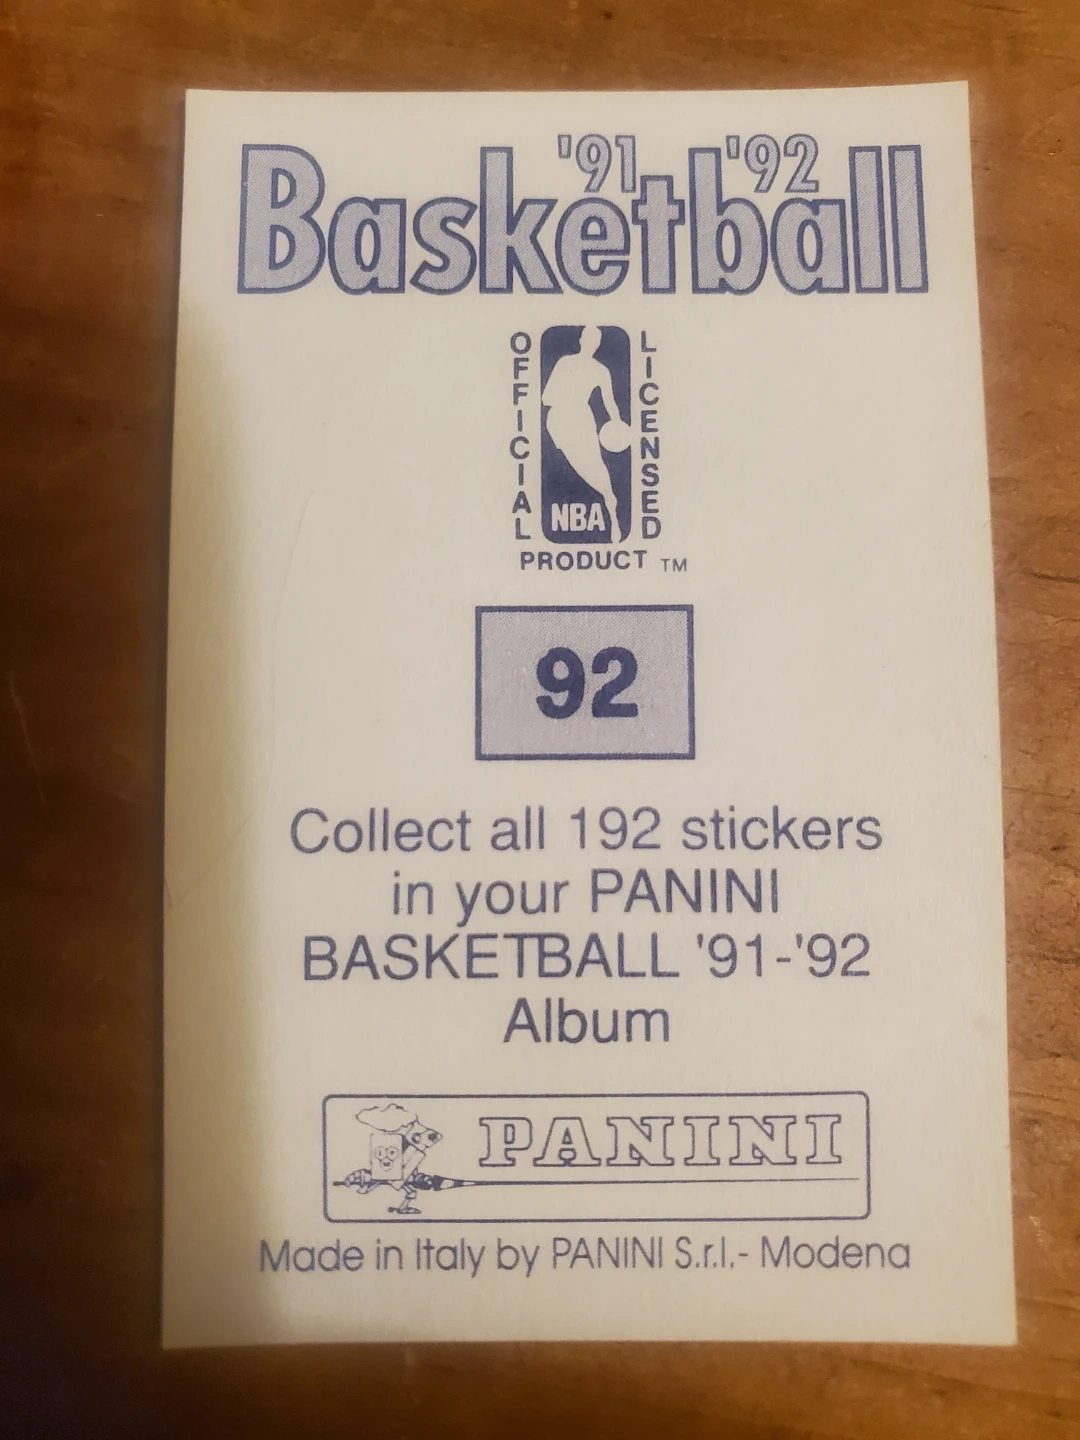 '91 '92
Basketball
OFFICIAL
LICENSED
NBA
PRODUCT TM
92
Collect all 192 stickers
in your PANINI
BASKETBALL '91-'92
Album
PANINI
Made in Italy by PANINI S.r.l.- Modena